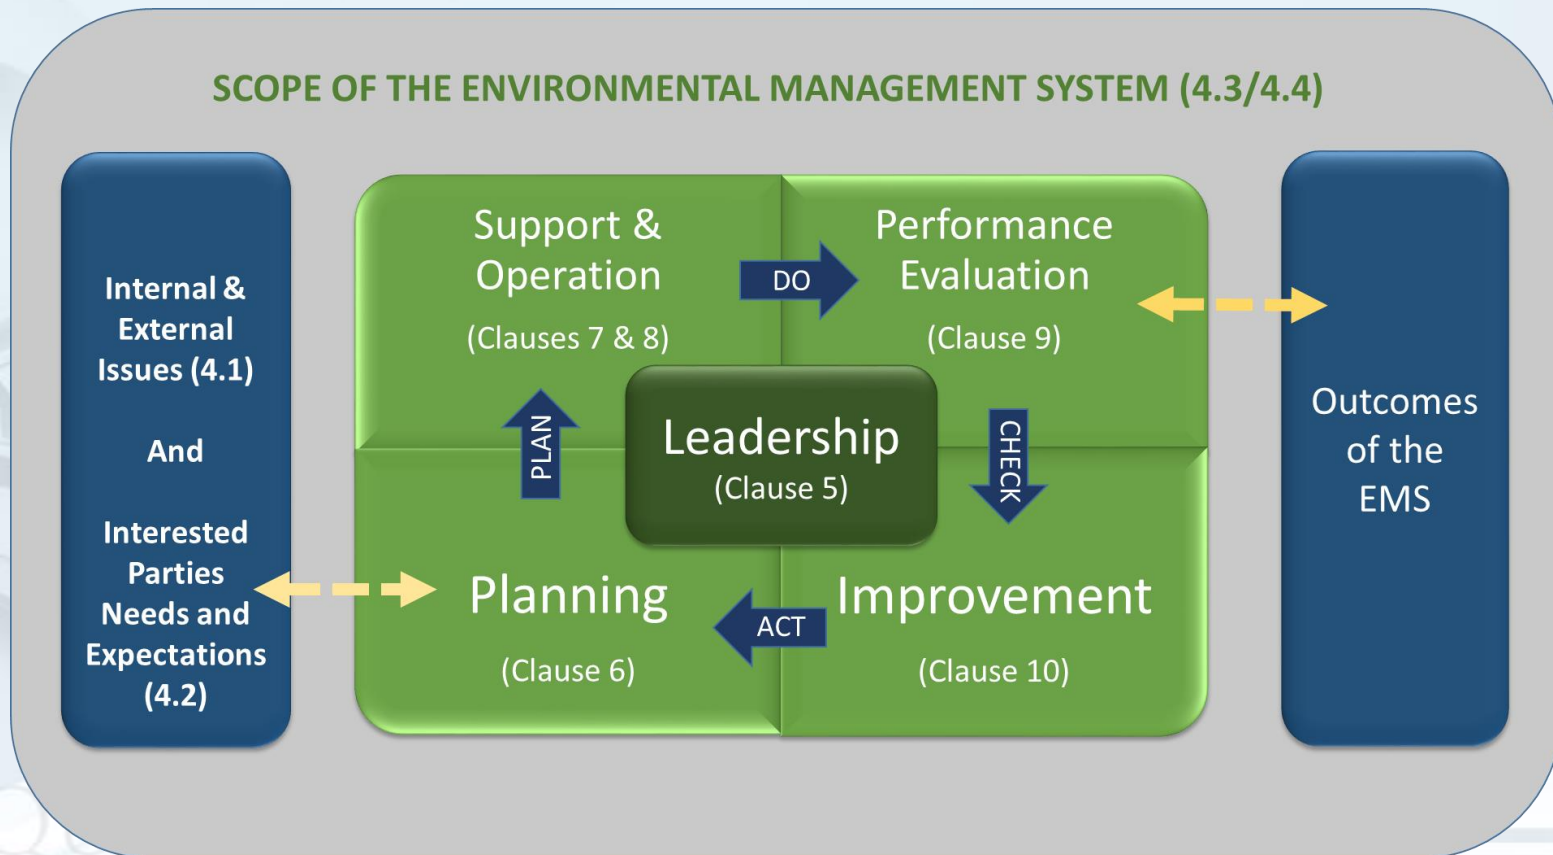 SCOPE OF THE ENVIRONMENTAL MANAGEMENT SYSTEM (4.3/4.4)
Internal &
External
Issues (4.1)
And
Interested
Parties
Needs and
Expectations
(4.2)
Support &
Operation
(Clauses 7 & 8)
DO
Performance
Evaluation
(Clause 9)
PLAN
Leadership
(Clause 5)
CHECK
Planning
(Clause 6)
ACT
Improvement
(Clause 10)
Outcomes
of the
EMS